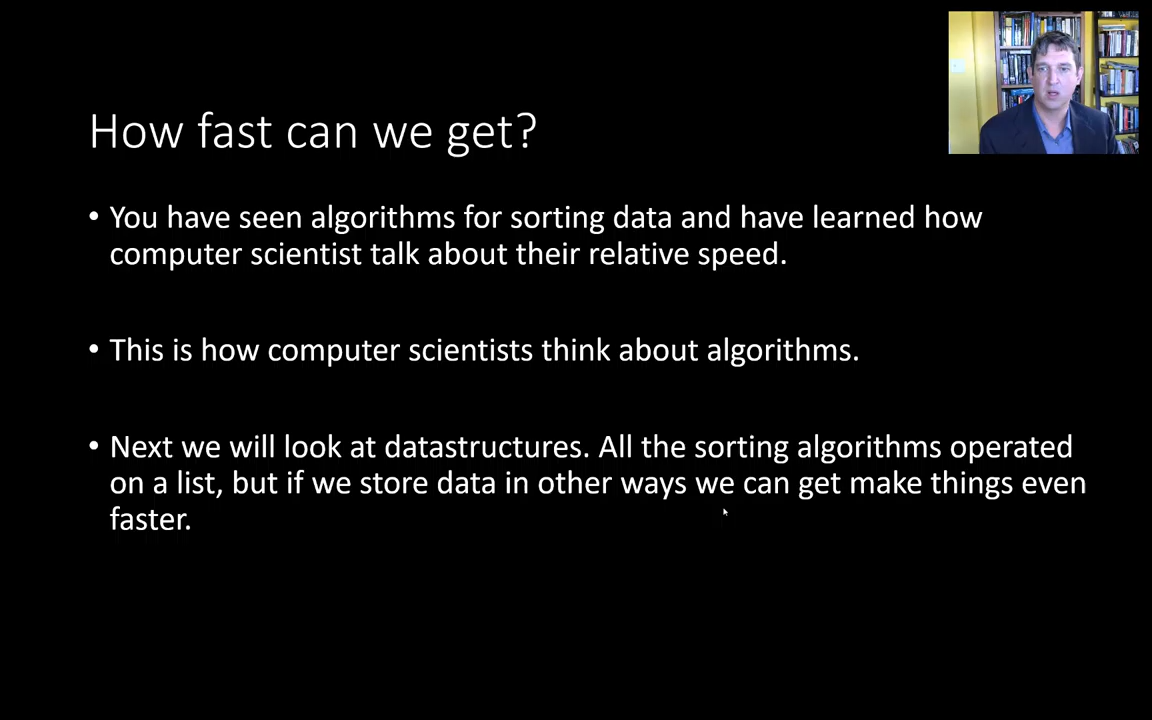 How fast can we get?
• You have seen algorithms for sorting data and have learned how
computer scientist talk about their relative speed.
• This is how computer scientists think about algorithms.
• Next we will look at datastructures. All the sorting algorithms operated
on a list, but if we store data in other ways we can get make things even
faster.